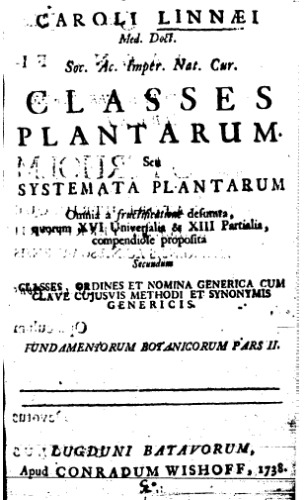 CAROLI LINNÆI
Med. Doct.
Soc. Ac. Imper. Nat. Cur.
CLASSES
PLANTARUM.
Seu
SYSTEMATA PLANTARUM
Omnia a fructificatione desumta,
quorum XVI Universalia & XIII Partialia,
compendiose proposita
Secundum
CLASSES, ORDINES ET NOMINA GENERICA CUM
CLAVE CUJUSVIS METHODI ET SYNONYMIS
GENERICIS.
FUNDAMENTORUM BOTANICORUM PARS II.
LUGDUNI BATAVORUM,
Apud CONRADUM WISHOFF, 1738.